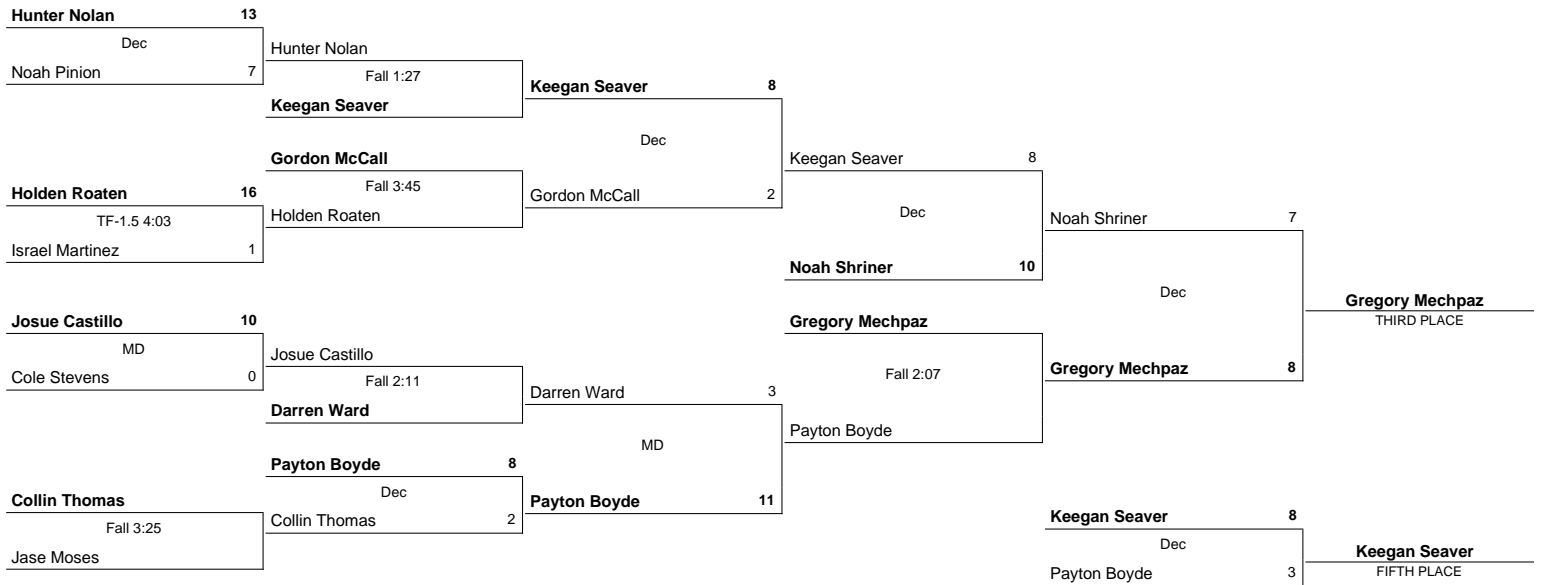 Hunter Nolan 13
Dec
Noah Pinion 7
Holden Roaten 16
TF-1.5 4:03
Israel Martinez 1
Josue Castillo 10
MD
Cole Stevens 0
Collin Thomas
Fall 3:25
Jase Moses
Hunter Nolan
Fall 1:27
Keegan Seaver
Gordon McCall
Fall 3:45
Holden Roaten
Josue Castillo
Fall 2:11
Darren Ward
Payton Boyde 8
Dec
Collin Thomas 2
Keegan Seaver 8
Dec
Gordon McCall 2
Darren Ward 3
MD
Payton Boyde 11
Keegan Seaver 8
Dec
Noah Shriner 10
Gregory Mechpaz
Fall 2:07
Payton Boyde
Noah Shriner 7
Dec
Gregory Mechpaz 8
Gregory Mechpaz
THIRD PLACE
Keegan Seaver 8
Dec
Payton Boyde 3
Keegan Seaver
FIFTH PLACE